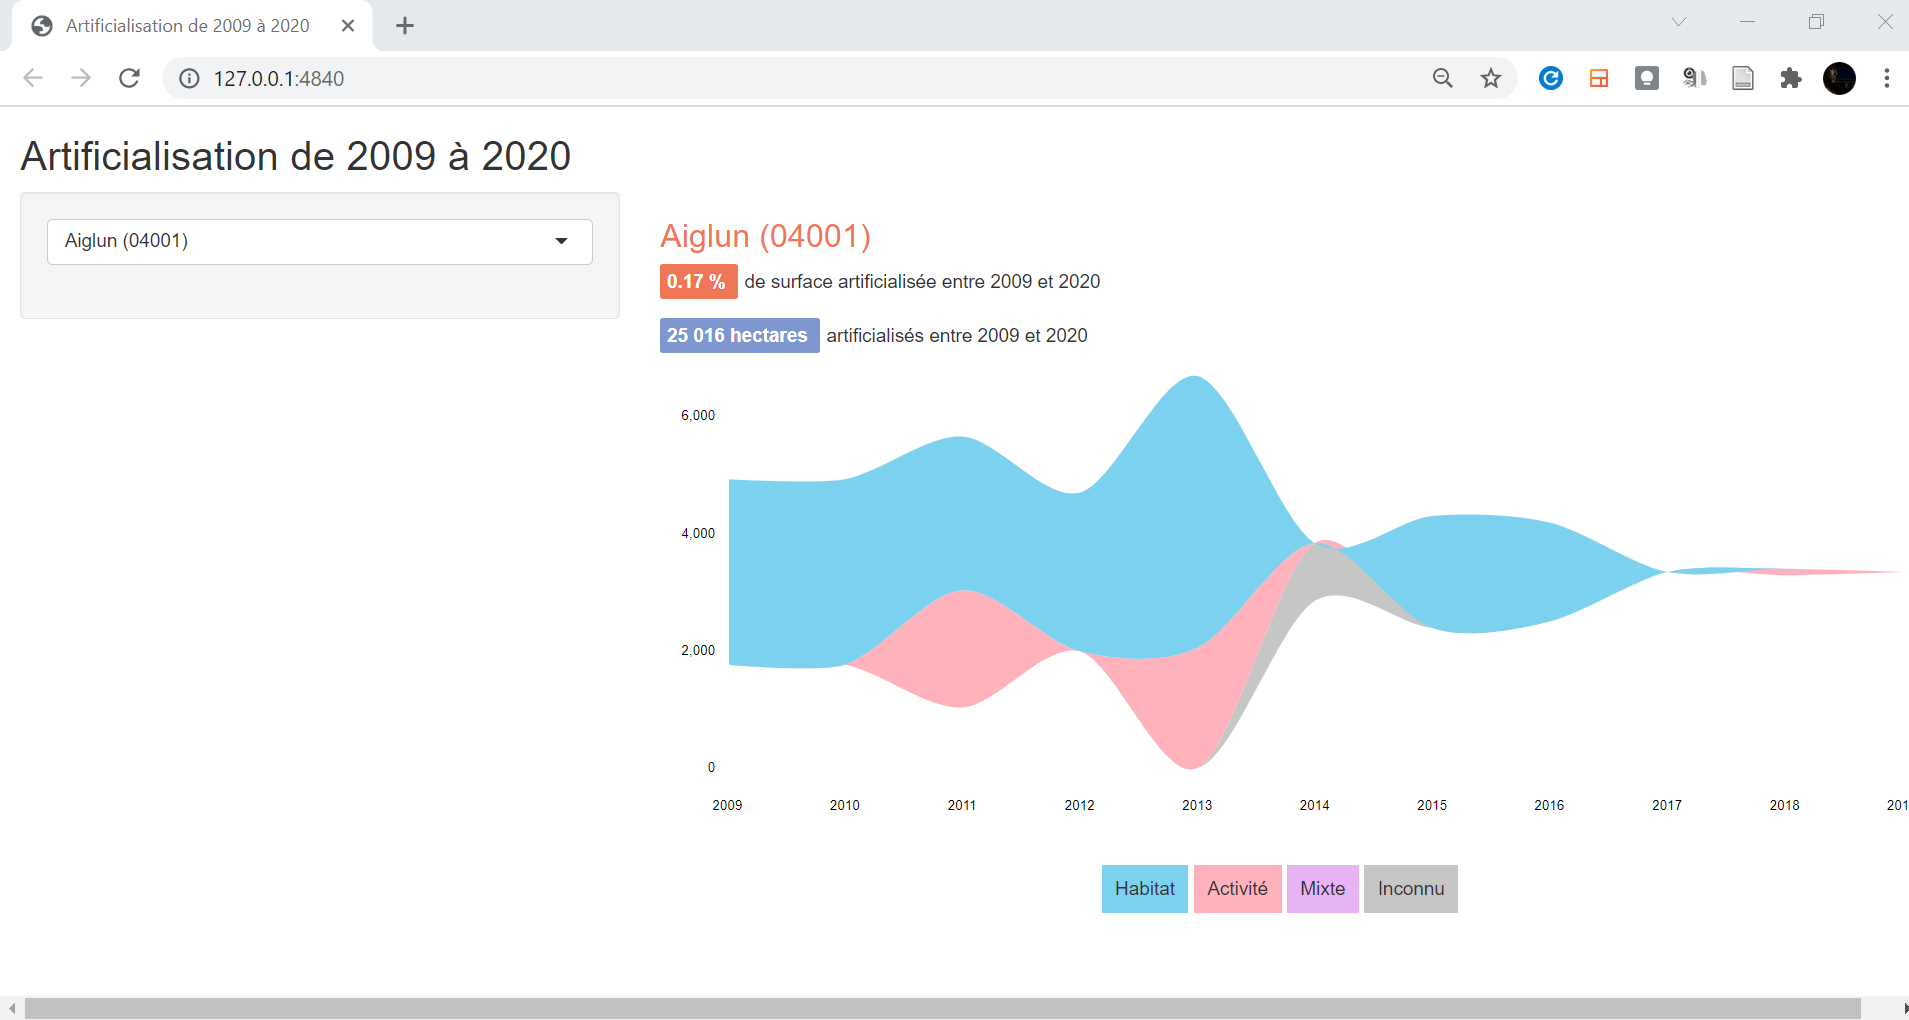 Artificialisation de 2009 à 2020
127.0.0.1:4840
Artificialisation de 2009 à 2020
Aiglun (04001)
Aiglun (04001)
0.17 % de surface artificialisée entre 2009 et 2020
25 016 hectares artificialisés entre 2009 et 2020
6,000
4,000
2,000
0
2009 2010 2011 2012 2013 2014 2015 2016 2017 2018 201
Habitat Activité Mixte Inconnu